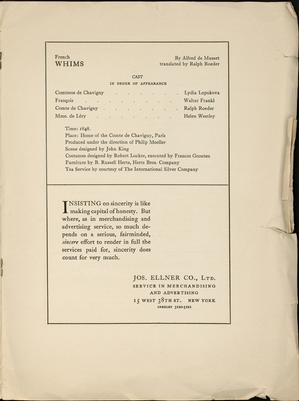 French
WHIMS
By Alfred de Musset
translated by Ralph Roeder
CAST
IN ORDER OF APPEARANCE
Comtesse de Chavigny . . . . . . Lydia Lopokova
François . . . . . . Walter Frankl
Comte de Chavigny . . . . . . Ralph Roeder
Mme. de Léry . . . . . . Helen Westley
Time: 1848.
Place: Home of the Comte de Chavigny, Paris
Produced under the direction of Philip Moeller
Scene designed by John King
Costumes designed by Robert Locker, executed by Frances
Furniture by B. Russell Herts, Herts Bros. Company
Tea Service by courtesy of The International Silver Company
INSISTING on sincerity is like
making capital of honesty. But
where, as in merchandising and
advertising service, so much de-
pends on a serious, fairminded,
sincere effort to render in full the
services paid for, sincerity does
count for very much.
JOS. ELLNER CO., LTD.
SERVICE IN MERCHANDISING
AND ADVERTISING
15 WEST 38TH ST. NEW YORK
GREELEY